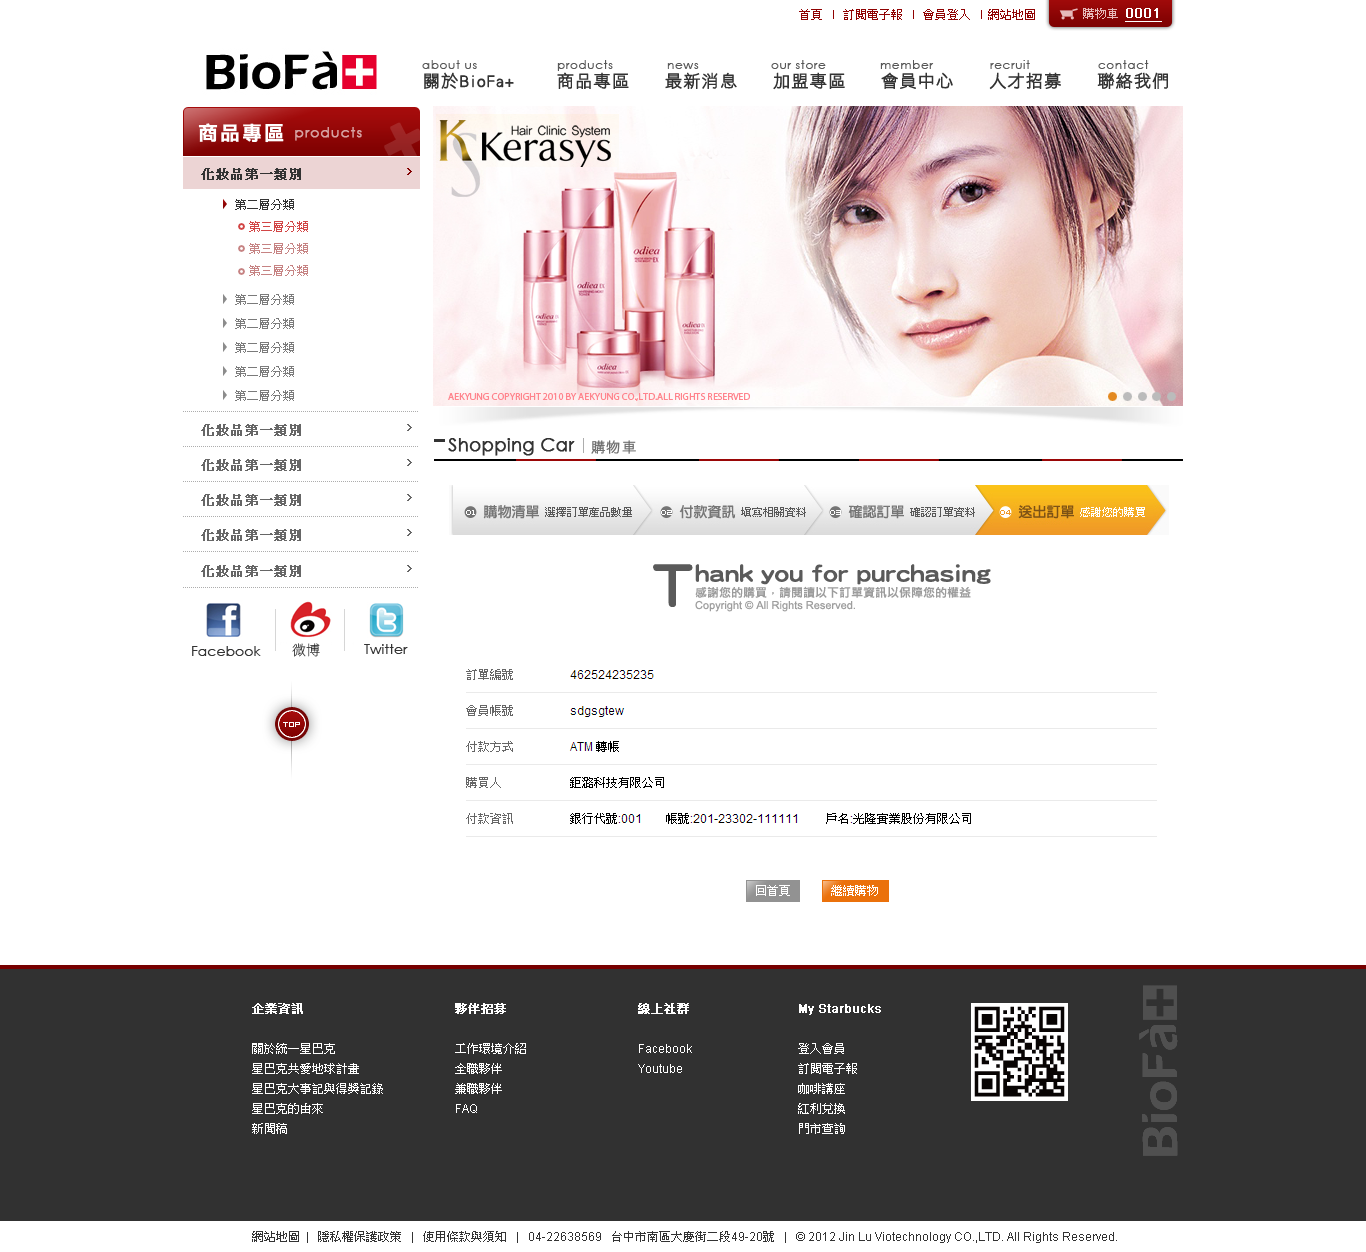 首頁 | 訂閱電子報 | 會員登入 | 網站地圖 購物車 0001
BioFà
about us products news our store member recruit contact
關於BioFa+ 商品專區 最新消息 加盟專區 會員中心 人才招募 聯絡我們
商品專區 products
化妝品第一類別
第二層分類
第三層分類
第三層分類
第三層分類
第二層分類
第二層分類
第二層分類
第二層分類
第二層分類
化妝品第一類別
化妝品第一類別
化妝品第一類別
化妝品第一類別
化妝品第一類別
Facebook 微博 Twitter
TOP
KS Hair Clinic System
Kerasys
odiea
odiea
odiea
odiea
odiea
AEKYUNG COPYRIGHT 2010 BY AEKYUNG CO.,LTD.ALL RIGHTS RESERVED
Shopping Car | 購物車
01 購物清單 選擇訂單產品數量 02 付款資訊 填寫相關資料 03 確認訂單 確認訂單資料 04 送出訂單 感謝您的購買
Thank you for purchasing
感謝您的購買，請閱讀以下訂單資訊以保障您的權益
Copyright © All Rights Reserved.
訂單編號 462524235235
會員帳號 sdgsgtew
付款方式 ATM 轉帳
購買人 鉅潞科技有限公司
付款資訊 銀行代號:001 帳號:201-23302-111111 戶名:光隆實業股份有限公司
回首頁 繼續購物
企業資訊 夥伴招募 線上社群 My Starbucks
關於統一星巴克 工作環境介紹 Facebook 登入會員
星巴克共愛地球計畫 全職夥伴 Youtube 訂閱電子報
星巴克大事記與得獎記錄 兼職夥伴 咖啡講座
星巴克的由來 FAQ 紅利兌換
新聞稿 門市查詢
BioFà
網站地圖 | 隱私權保護政策 | 使用條款與須知 | 04-22638569 台中市南區大慶街二段49-20號 | © 2012 Jin Lu Viotechnology CO.,LTD. All Rights Reserved.